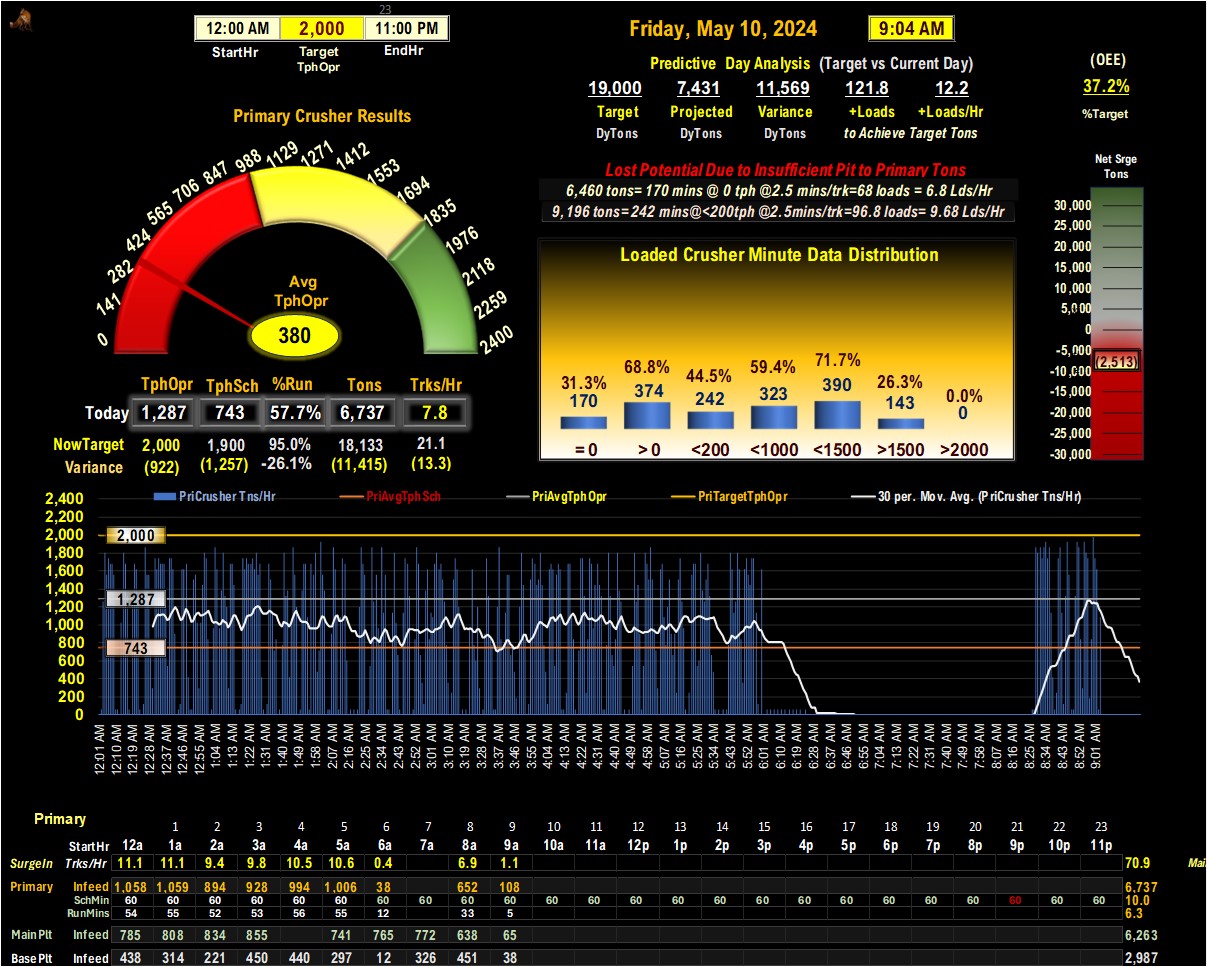 23
12:00 AM 2,000 11:00 PM
StartHr Target TphOpr EndHr
Friday, May 10, 2024 9:04 AM
Predictive Day Analysis (Target vs Current Day)
19,000 7,431 11,569 121.8 12.2
Target Projected Variance +Loads +Loads/Hr
DyTons DyTons DyTons to Achieve Target Tons
(OEE)
37.2%
%Target
Primary Crusher Results
0 141 282 424 565 706 847 988 1129 1271 1412 1553 1694 1835 1976 2118 2259 2400
Avg
TphOpr
380
Lost Potential Due to Insufficient Pit to Primary Tons
6,460 tons= 170 mins @ 0 tph @2.5 mins/trk=68 loads = 6.8 Lds/Hr
9,196 tons= 242 mins@<200tph @2.5mins/trk=96.8 loads= 9.68 Lds/Hr
Net Srge
Tons
30,000
25,000
20,000
15,000
10,000
5,000
0
-5,000
(2,513)
-10,000
-15,000
-20,000
-25,000
-30,000
Loaded Crusher Minute Data Distribution
31.3% 68.8% 44.5% 59.4% 71.7% 26.3% 0.0%
170 374 242 323 390 143 0
= 0 > 0 <200 <1000 <1500 >1500 >2000
TphOpr TphSch %Run Tons Trks/Hr
Today 1,287 743 57.7% 6,737 7.8
NowTarget 2,000 1,900 95.0% 18,133 21.1
Variance (922) (1,257) -26.1% (11,415) (13.3)
PriCrusher Tns/Hr PriAvgTphSch PriAvgTphOpr PriTargetTphOpr 30 per. Mov. Avg. (PriCrusher Tns/Hr)
2,400
2,200
2,000 2,000
1,800
1,600
1,400
1,287
1,200
1,000
800
743
600
400
200
0
12:01 AM 12:10 AM 12:19 AM 12:28 AM 12:37 AM 12:46 AM 12:55 AM 1:04 AM 1:13 AM 1:22 AM 1:31 AM 1:40 AM 1:49 AM 1:58 AM 2:07 AM 2:16 AM 2:25 AM 2:34 AM 2:43 AM 2:52 AM 3:01 AM 3:10 AM 3:19 AM 3:28 AM 3:37 AM 3:46 AM 3:55 AM 4:04 AM 4:13 AM 4:22 AM 4:31 AM 4:40 AM 4:49 AM 4:58 AM 5:07 AM 5:16 AM 5:25 AM 5:34 AM 5:43 AM 5:52 AM 6:01 AM 6:10 AM 6:19 AM 6:28 AM 6:37 AM 6:46 AM 6:55 AM 7:04 AM 7:13 AM 7:22 AM 7:31 AM 7:40 AM 7:49 AM 7:58 AM 8:07 AM 8:16 AM 8:25 AM 8:34 AM 8:43 AM 8:52 AM 9:01 AM
Primary
1 2 3 4 5 6 7 8 9 10 11 12 13 14 15 16 17 18 19 20 21 22 23
StartHr 12a 1a 2a 3a 4a 5a 6a 7a 8a 9a 10a 11a 12p 1p 2p 3p 4p 5p 6p 7p 8p 9p 10p 11p
SurgeIn Trks/Hr 11.1 11.1 9.4 9.8 10.5 10.6 0.4 6.9 1.1 70.9
Primary Infeed 1,058 1,059 894 928 994 1,006 38 652 108 6,737
SchMin 60 60 60 60 60 60 60 60 60 60 60 60 60 60 60 60 60 60 60 60 60 60 60 60 10.0
RunMins 54 55 52 53 56 55 12 33 5 6.3
Main Plt Infeed 785 808 834 855 741 765 772 638 65 6,263
Base Plt Infeed 438 314 221 450 440 297 12 326 451 38 2,987